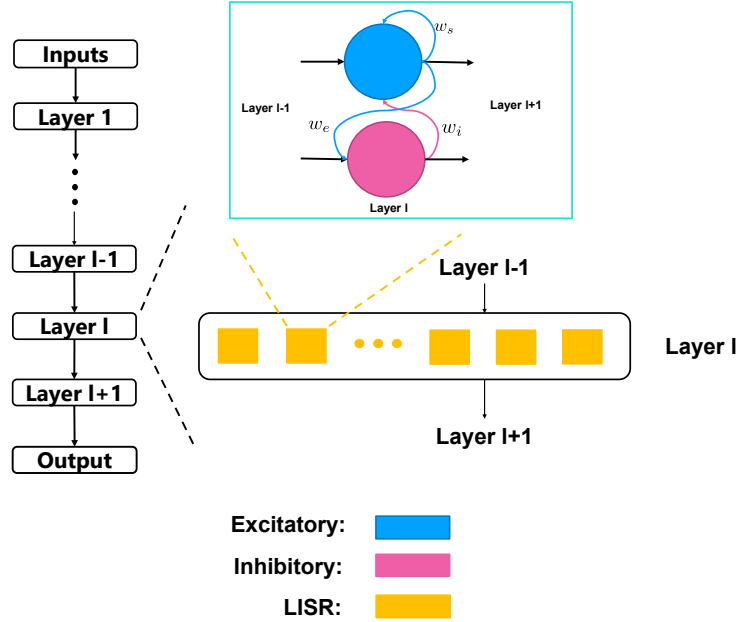 Inputs
Layer 1
Layer l-1
Layer l
Layer l+1
Output
w_s
Layer l-1
Layer l+1
w_e
w_i
Layer l
Layer l-1
Layer l
Layer l+1
Excitatory:
Inhibitory:
LISR: